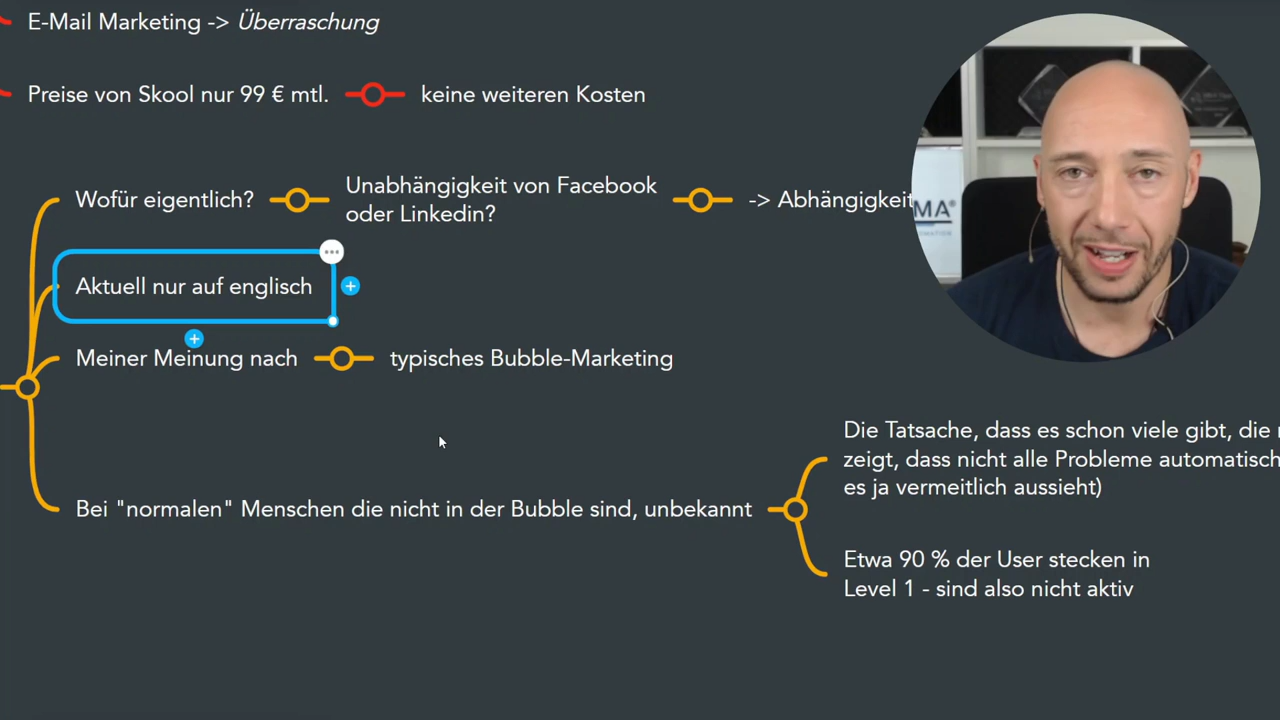 E-Mail Marketing -> Überraschung
Preise von Skool nur 99 € mtl.
keine weiteren Kosten
Wofür eigentlich?
Unabhängigkeit von Facebook
oder Linkedin?
-> Abhängigkeit
MA®
Aktuell nur auf englisch
Meiner Meinung nach
typisches Bubble-Marketing
Bei "normalen" Menschen die nicht in der Bubble sind, unbekannt
Die Tatsache, dass es schon viele gibt, die
zeigt, dass nicht alle Probleme automatisch
es ja vermeitlich aussieht)
Etwa 90 % der User stecken in
Level 1 - sind also nicht aktiv